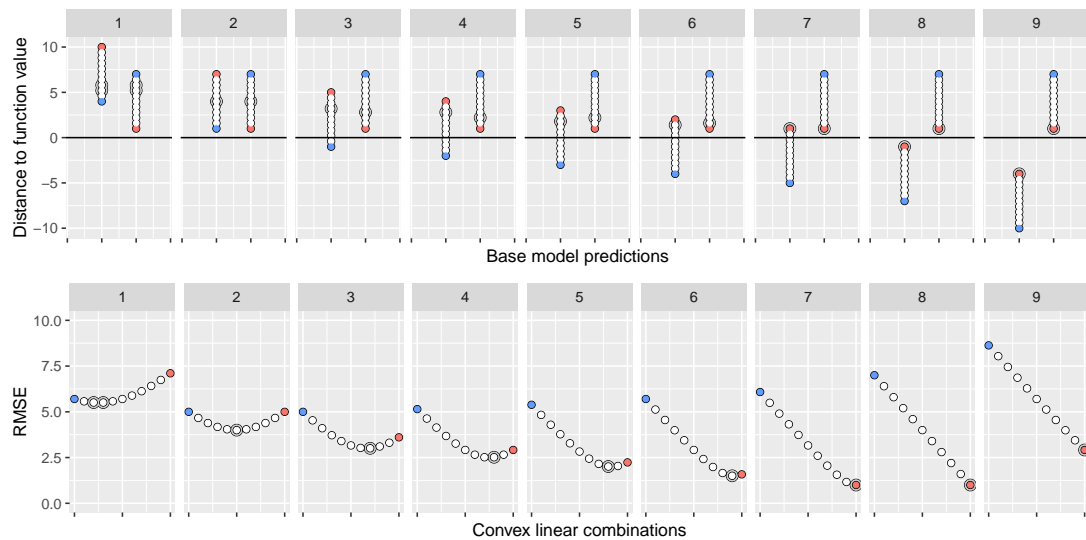 1 2 3 4 5 6 7 8 9
Distance to function value
10
5
0
−5
−10
Base model predictions
1 2 3 4 5 6 7 8 9
RMSE
10.0
7.5
5.0
2.5
0.0
Convex linear combinations